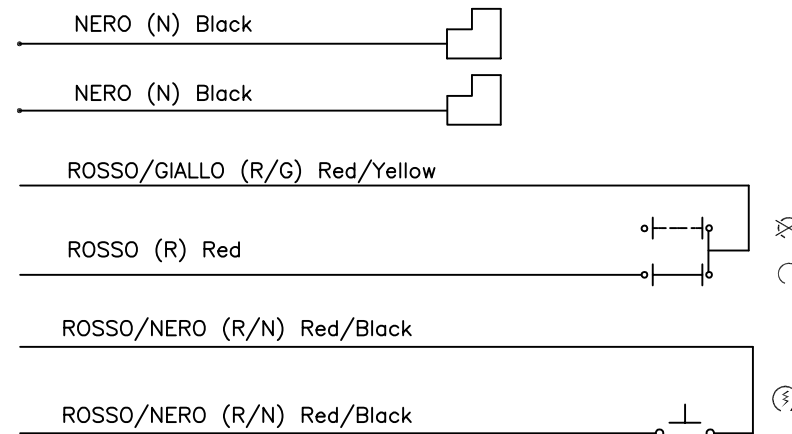 NERO (N) Black
NERO (N) Black
ROSSO/GIALLO (R/G) Red/Yellow
ROSSO (R) Red
ROSSO/NERO (R/N) Red/Black
ROSSO/NERO (R/N) Red/Black